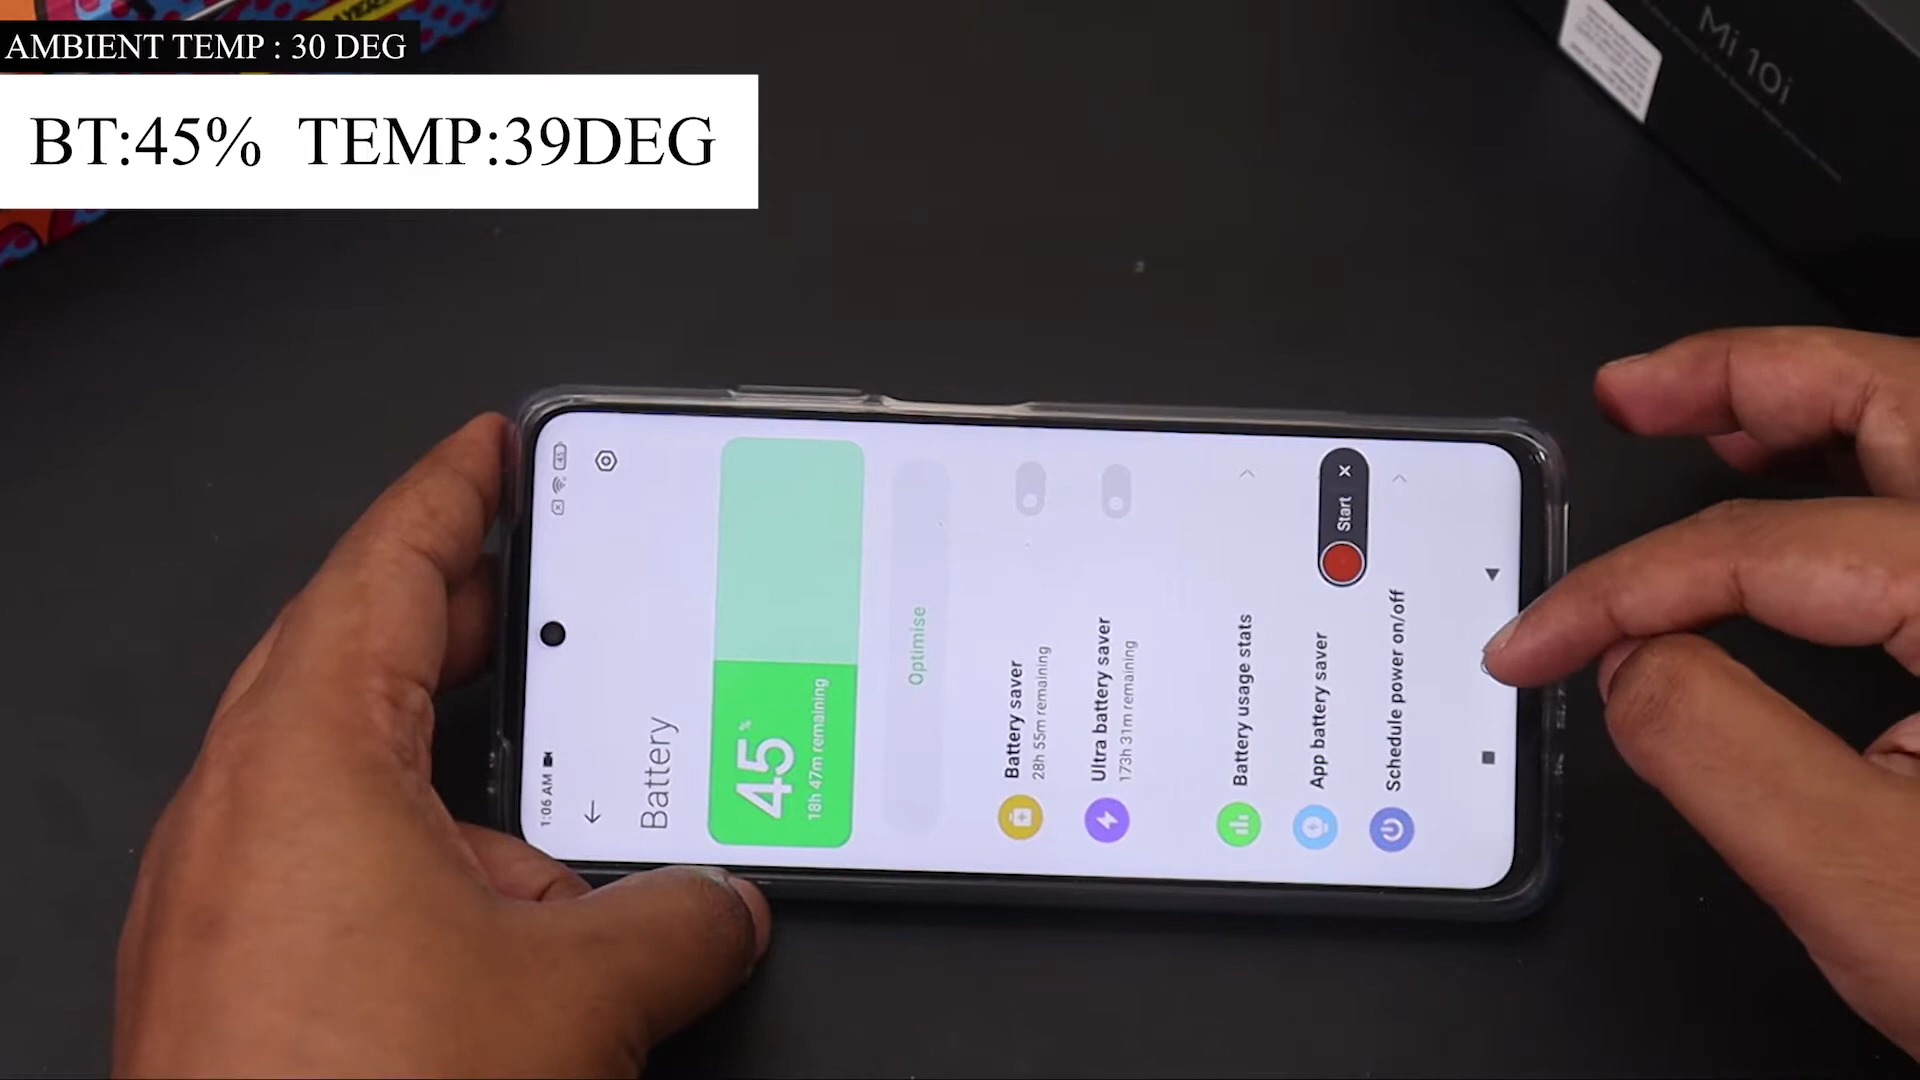 AMBIENT TEMP : 30 DEG
BT:45% TEMP:39DEG
Mi 10i
1:06 AM
45
Battery
45%
18h 47m remaining
Optimise
Battery saver
28h 55m remaining
Ultra battery saver
173h 31m remaining
Battery usage stats
App battery saver
Start X
Schedule power on/off